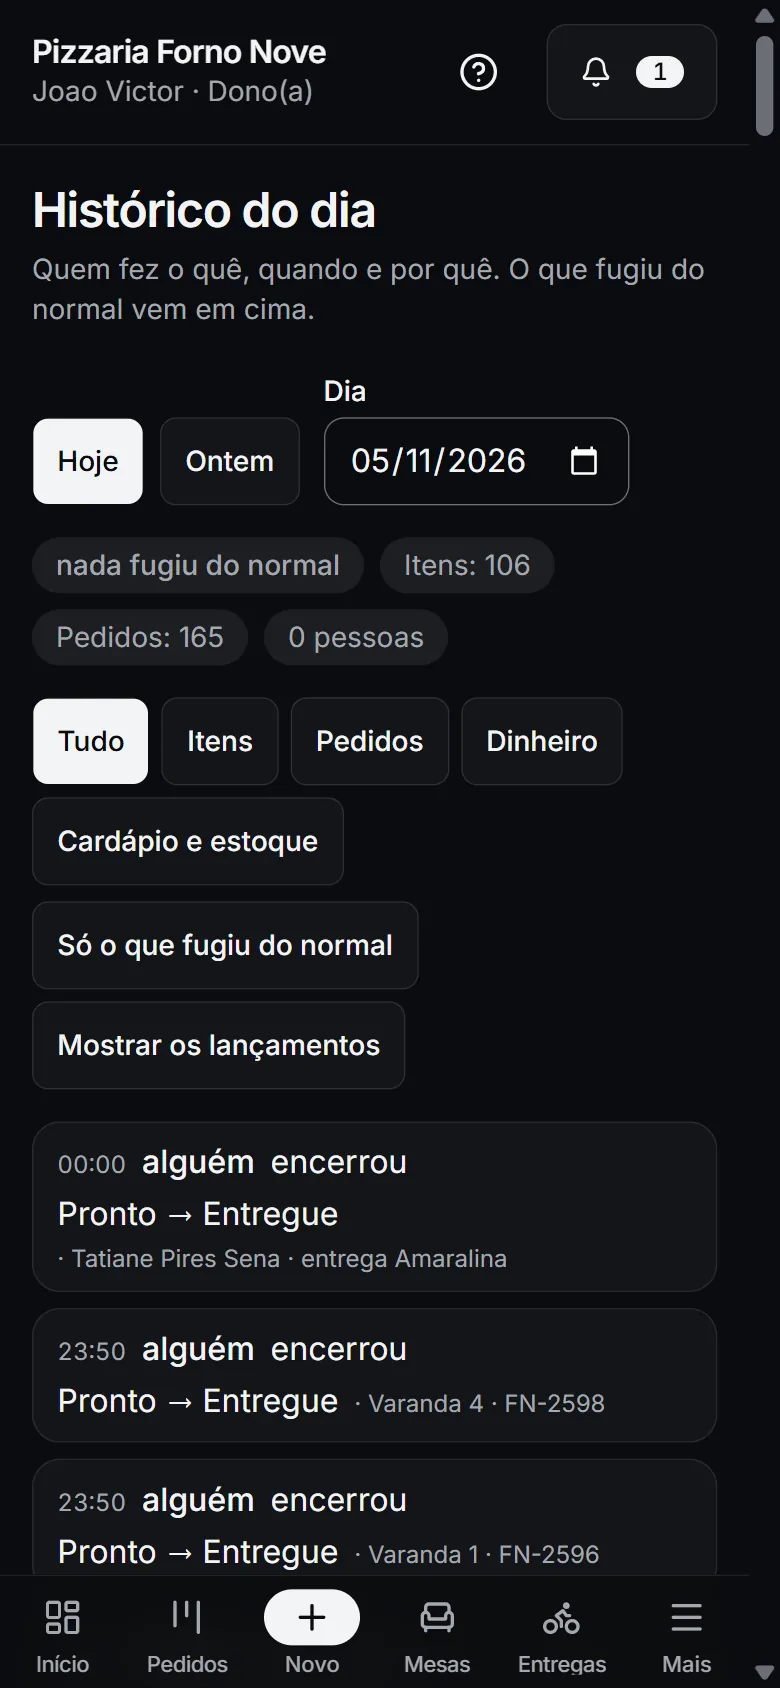 Pizzaria Forno Nove
Joao Victor · Dono(a)
1
Histórico do dia
Quem fez o quê, quando e por quê. O que fugiu do
normal vem em cima.
Dia
Hoje
Ontem
05/11/2026
nada fugiu do normal
Itens: 106
Pedidos: 165
0 pessoas
Tudo
Itens
Pedidos
Dinheiro
Cardápio e estoque
Só o que fugiu do normal
Mostrar os lançamentos
00:00 alguém encerrou
Pronto → Entregue
· Tatiane Pires Sena · entrega Amaralina
23:50 alguém encerrou
Pronto → Entregue · Varanda 4 · FN-2598
23:50 alguém encerrou
Pronto → Entregue · Varanda 1 · FN-2596
Início
Pedidos
Novo
Mesas
Entregas
Mais